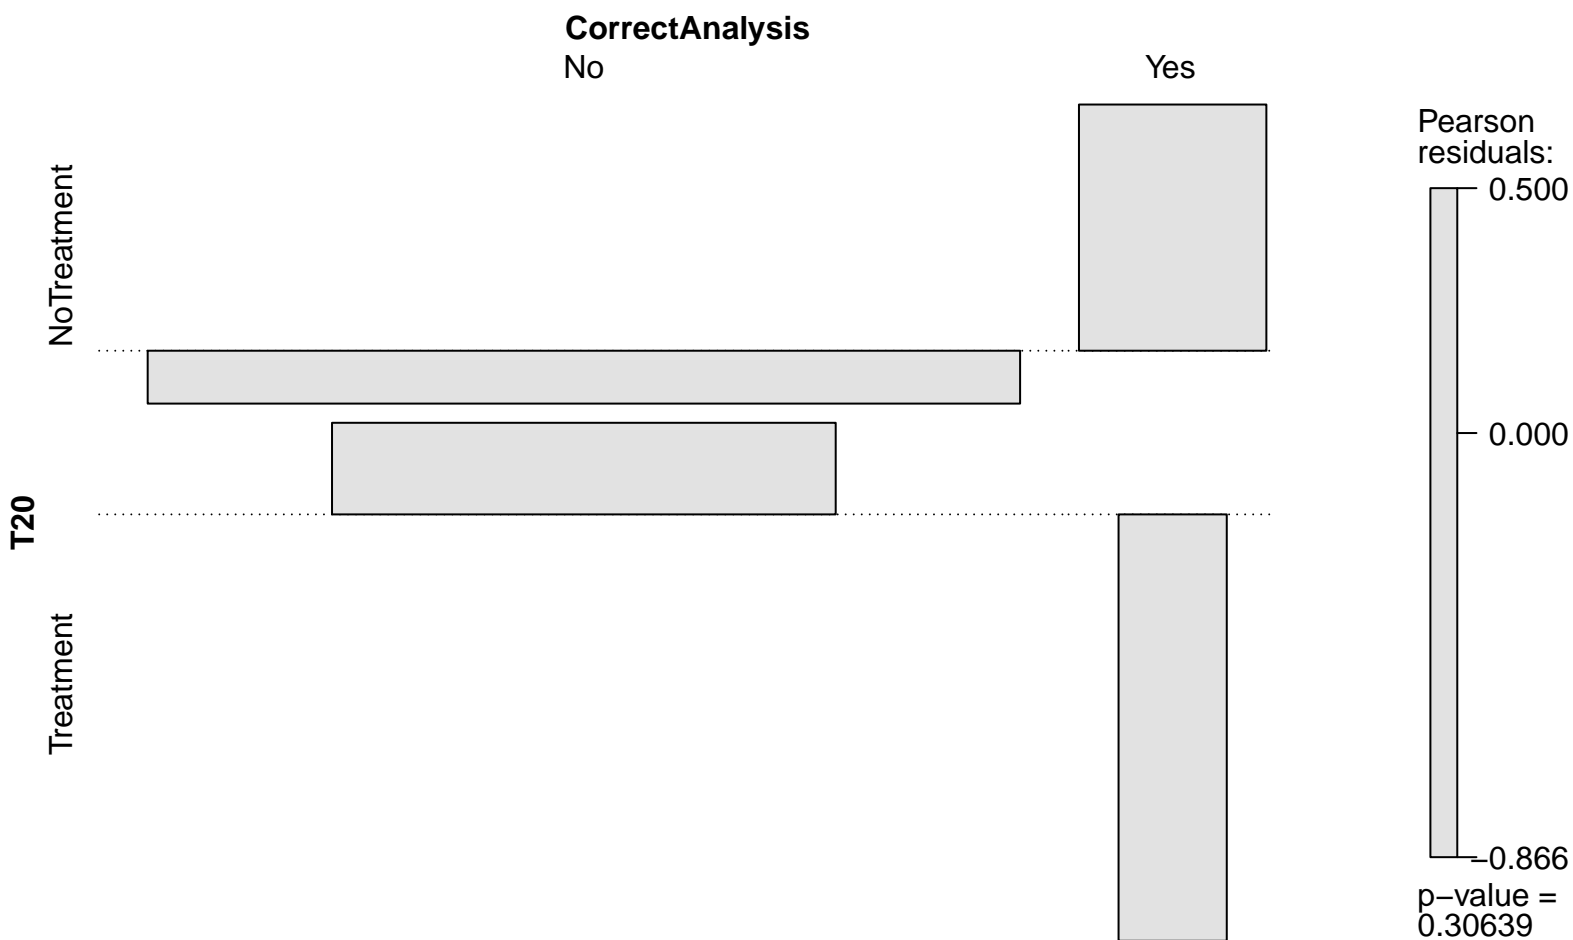 CorrectAnalysis
No
Yes
T20
NoTreatment
Treatment
Pearson
residuals:
0.500
0.000
−0.866
p−value =
0.30639